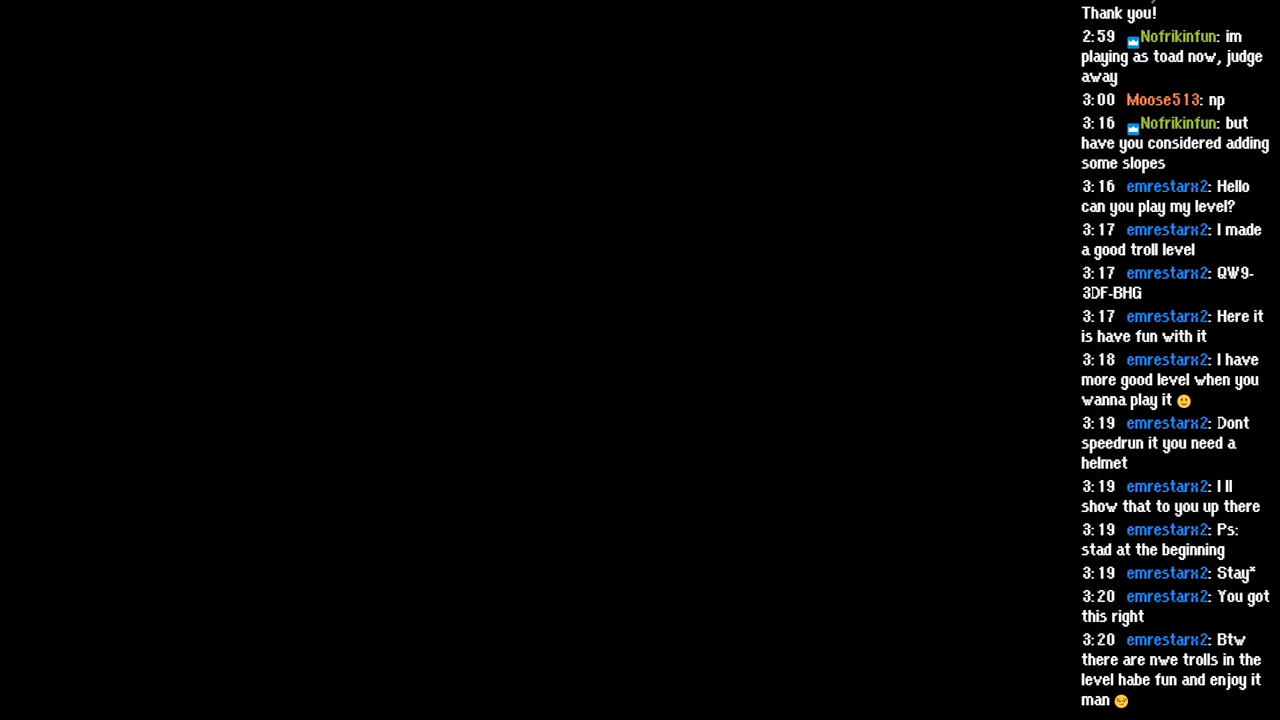 Thank you!
2:59 Nofrikinfun: im
playing as toad now, judge
away
3:00 Moose513: np
3:16 Nofrikinfun: but
have you considered adding
some slopes
3:16 emrestarx2: Hello
can you play my level?
3:17 emrestarx2: I made
a good troll level
3:17 emrestarx2: QW9-
3DF-BHG
3:17 emrestarx2: Here it
is have fun with it
3:18 emrestarx2: I have
more good level when you
wanna play it 🙂
3:19 emrestarx2: Dont
speedrun it you need a
helmet
3:19 emrestarx2: I ll
show that to you up there
3:19 emrestarx2: Ps:
stad at the beginning
3:19 emrestarx2: Stay*
3:20 emrestarx2: You got
this right
3:20 emrestarx2: Btw
there are nwe trolls in the
level habe fun and enjoy it
man 😏